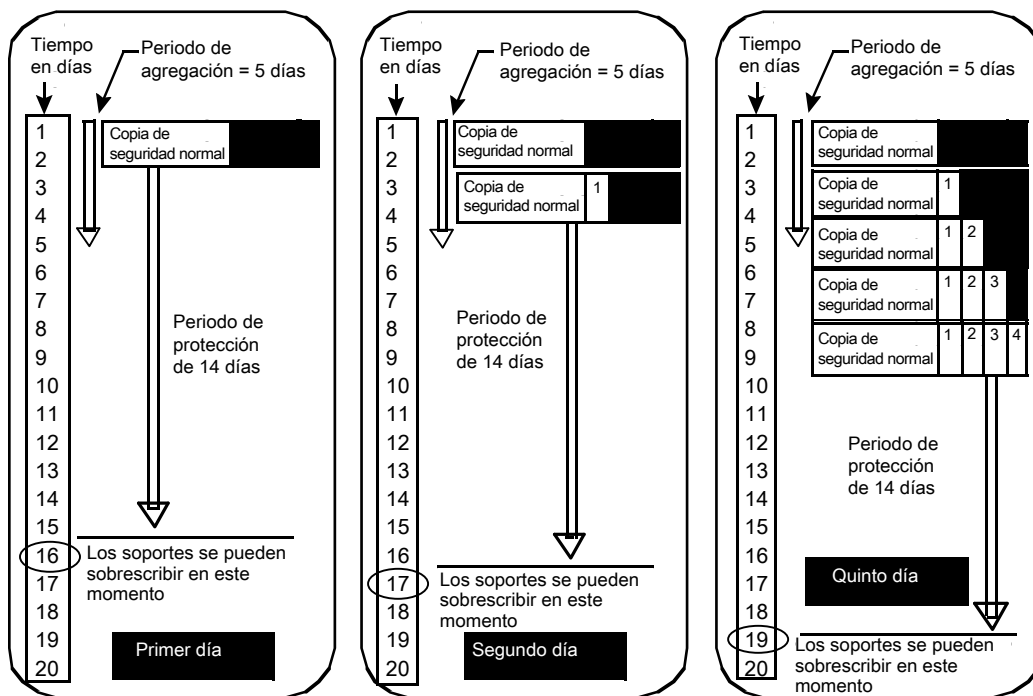 Tiempo
en días
Periodo de
agregación = 5 días
1
2
3
4
5
6
7
8
9
10
11
12
13
14
15
16
17
18
19
20
Copia de
seguridad normal
Periodo de
protección
de 14 días
Los soportes se pueden
sobrescribir en este
momento
Primer día
Tiempo
en días
Periodo de
agregación = 5 días
1
2
3
4
5
6
7
8
9
10
11
12
13
14
15
16
17
18
19
20
Copia de
seguridad normal
Copia de 1
seguridad normal
Periodo de
protección
de 14 días
Los soportes se pueden
sobrescribir en este
momento
Segundo día
Tiempo
en días
Periodo de
agregación = 5 días
1
2
3
4
5
6
7
8
9
10
11
12
13
14
15
16
17
18
19
20
Copia de
seguridad normal
Copia de 1
seguridad normal
Copia de 1 2
seguridad normal
Copia de 1 2 3
seguridad normal
Copia de 1 2 3 4
seguridad normal
Periodo de
protección
de 14 días
Quinto día
Los soportes se pueden
sobrescribir en este
momento